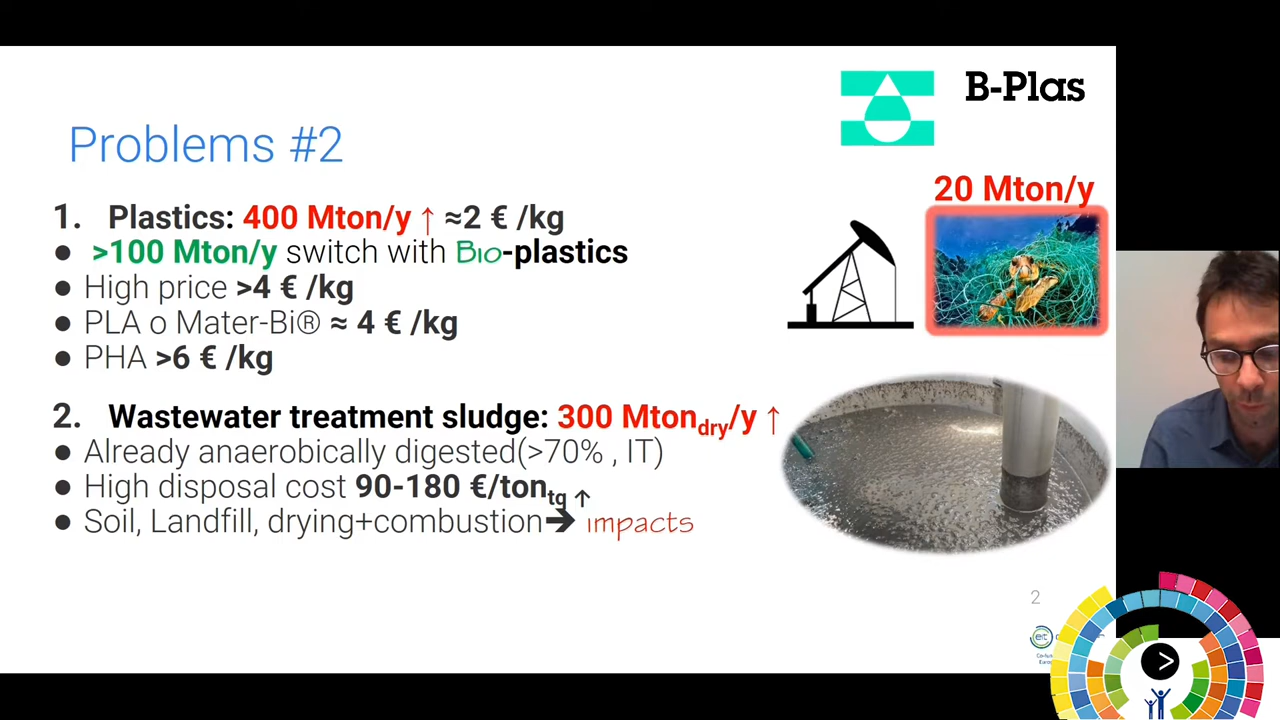 B-Plas
Problems #2
20 Mton/y
1. Plastics: 400 Mton/y ↑ ≈2 € /kg
● >100 Mton/y switch with Bio-plastics
● High price >4 € /kg
● PLA o Mater-Bi® ≈ 4 € /kg
● PHA >6 € /kg
2. Wastewater treatment sludge: 300 Mtondry/y ↑
● Already anaerobically digested(>70% , IT)
● High disposal cost 90-180 €/tontq ↑
● Soil, Landfill, drying+combustion➔ impacts
2
eit